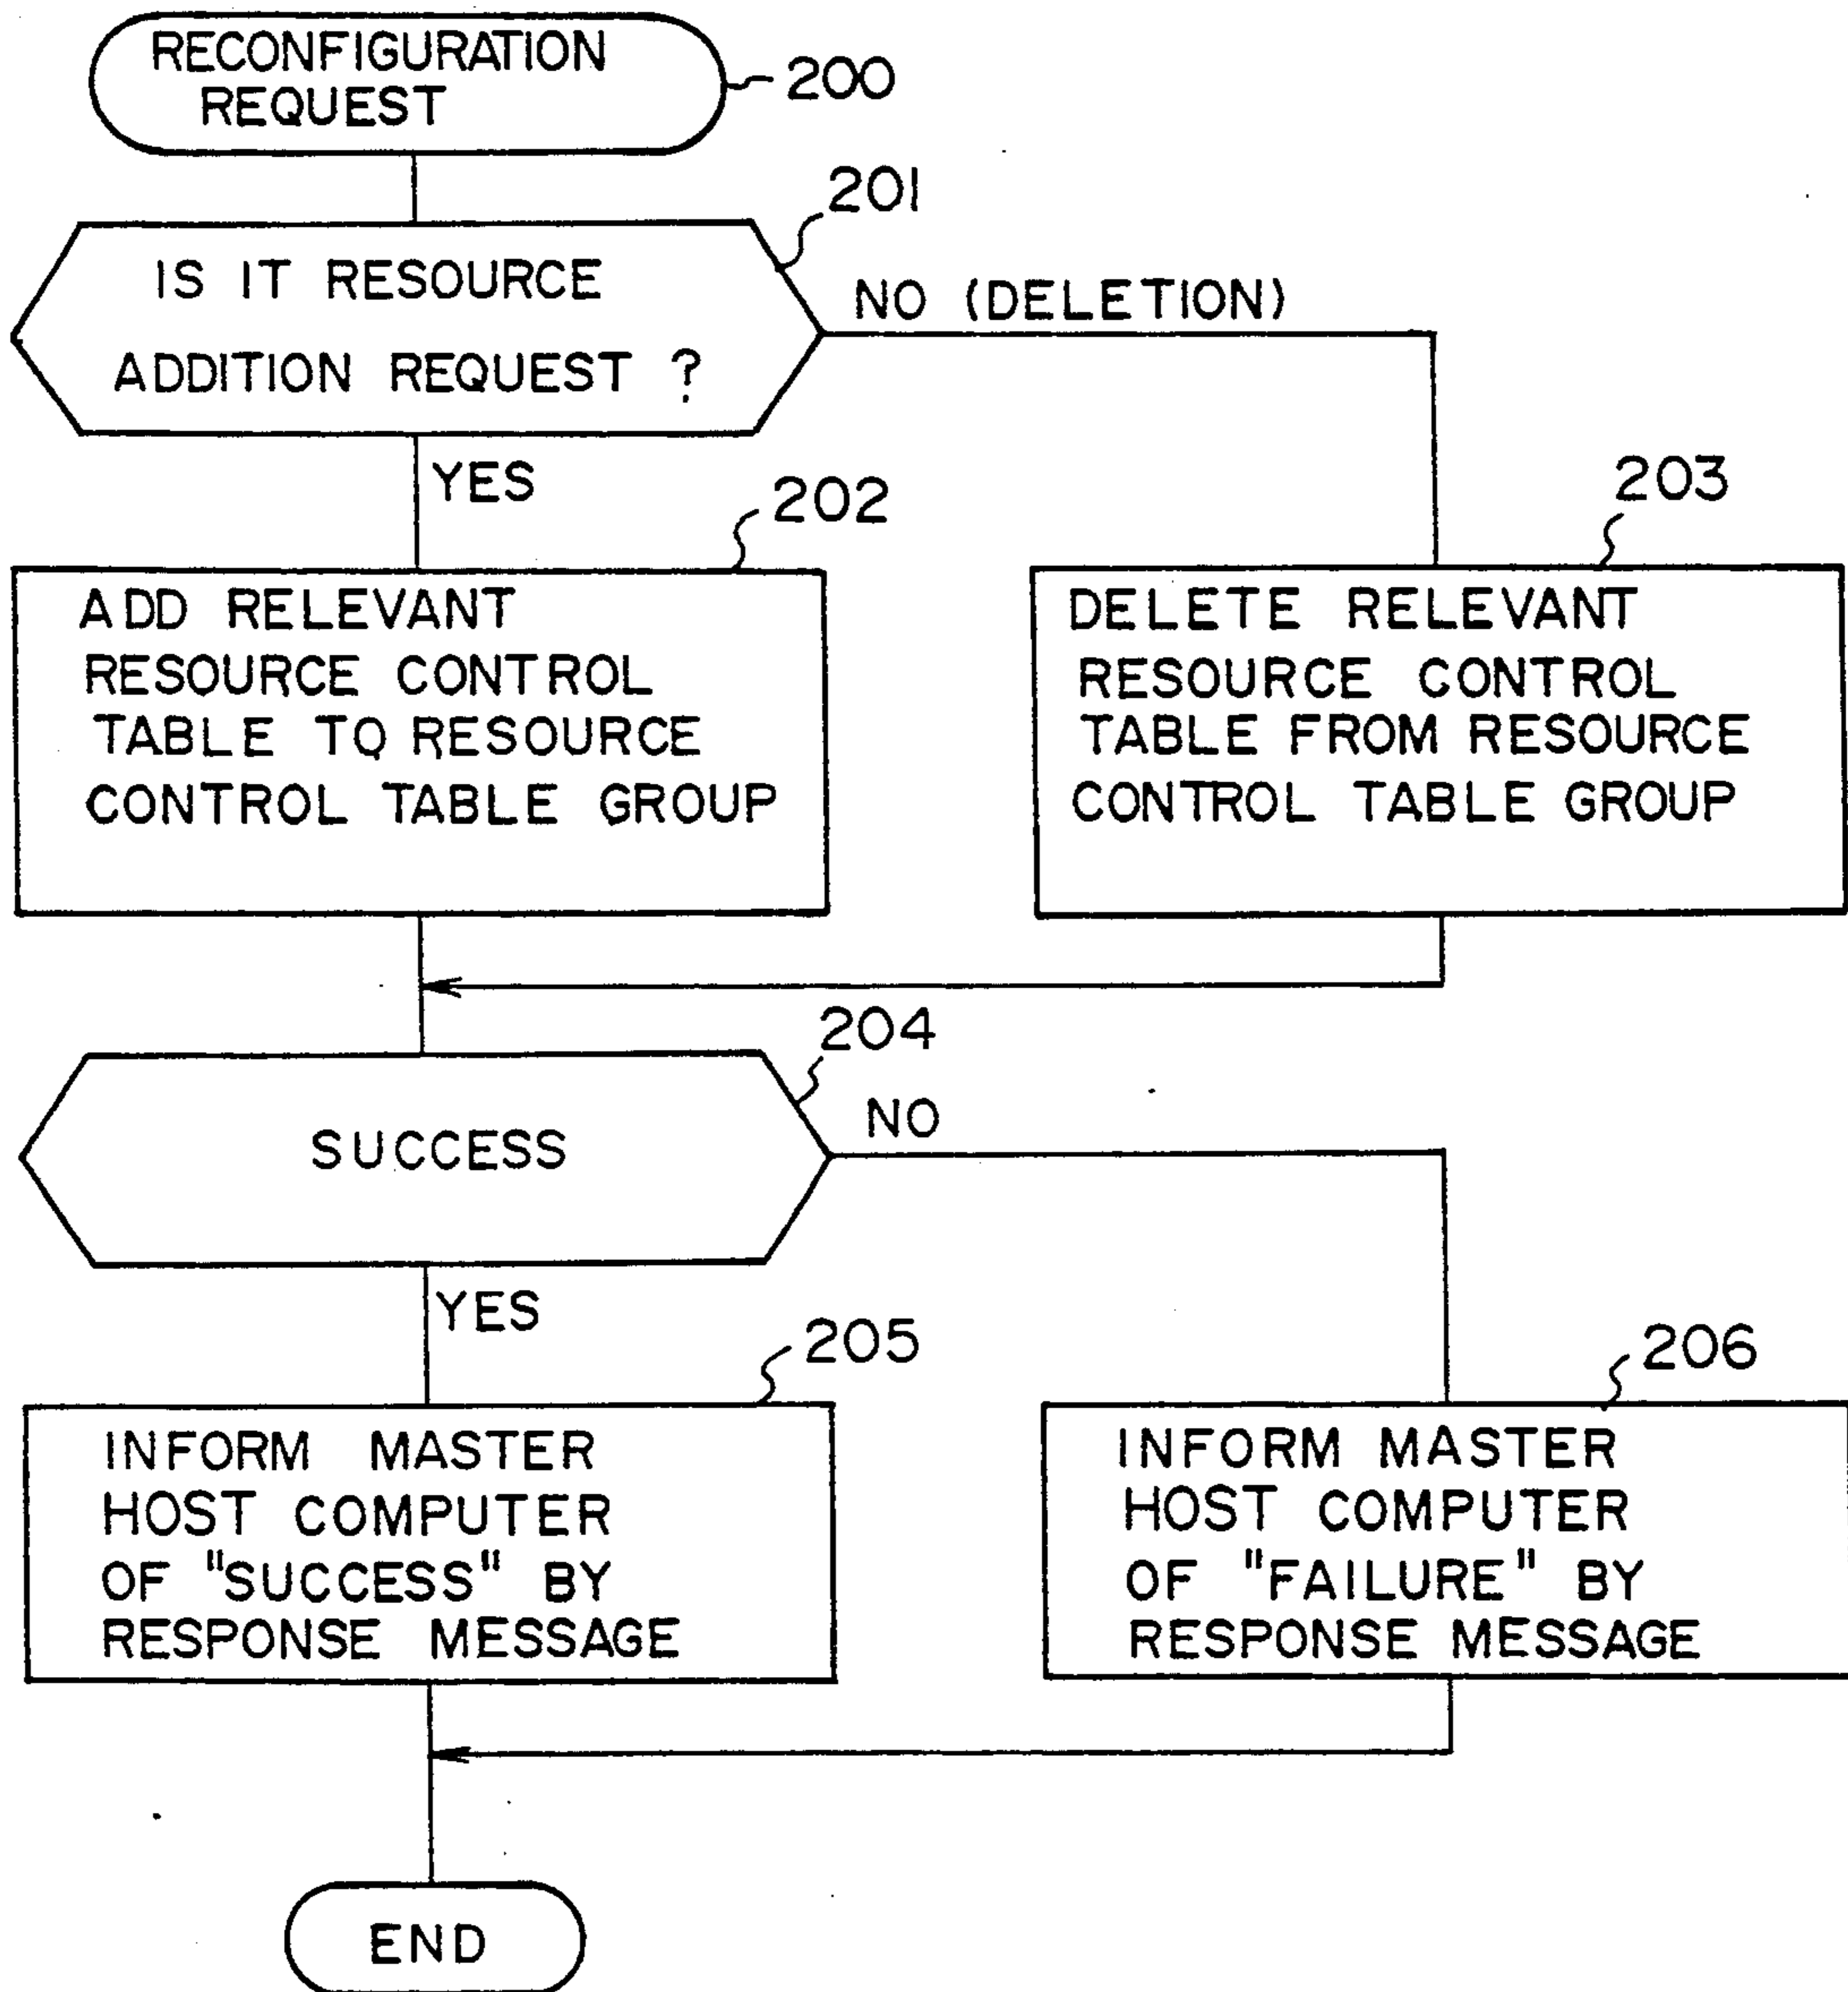 RECONFIGURATION
REQUEST
200
201
IS IT RESOURCE
ADDITION REQUEST ?
NO (DELETION)
YES
202
203
ADD RELEVANT
RESOURCE CONTROL
TABLE TO RESOURCE
CONTROL TABLE GROUP
DELETE RELEVANT
RESOURCE CONTROL
TABLE FROM RESOURCE
CONTROL TABLE GROUP
204
SUCCESS
NO
YES
205
206
INFORM MASTER
HOST COMPUTER
OF "SUCCESS" BY
RESPONSE MESSAGE
INFORM MASTER
HOST COMPUTER
OF "FAILURE" BY
RESPONSE MESSAGE
END